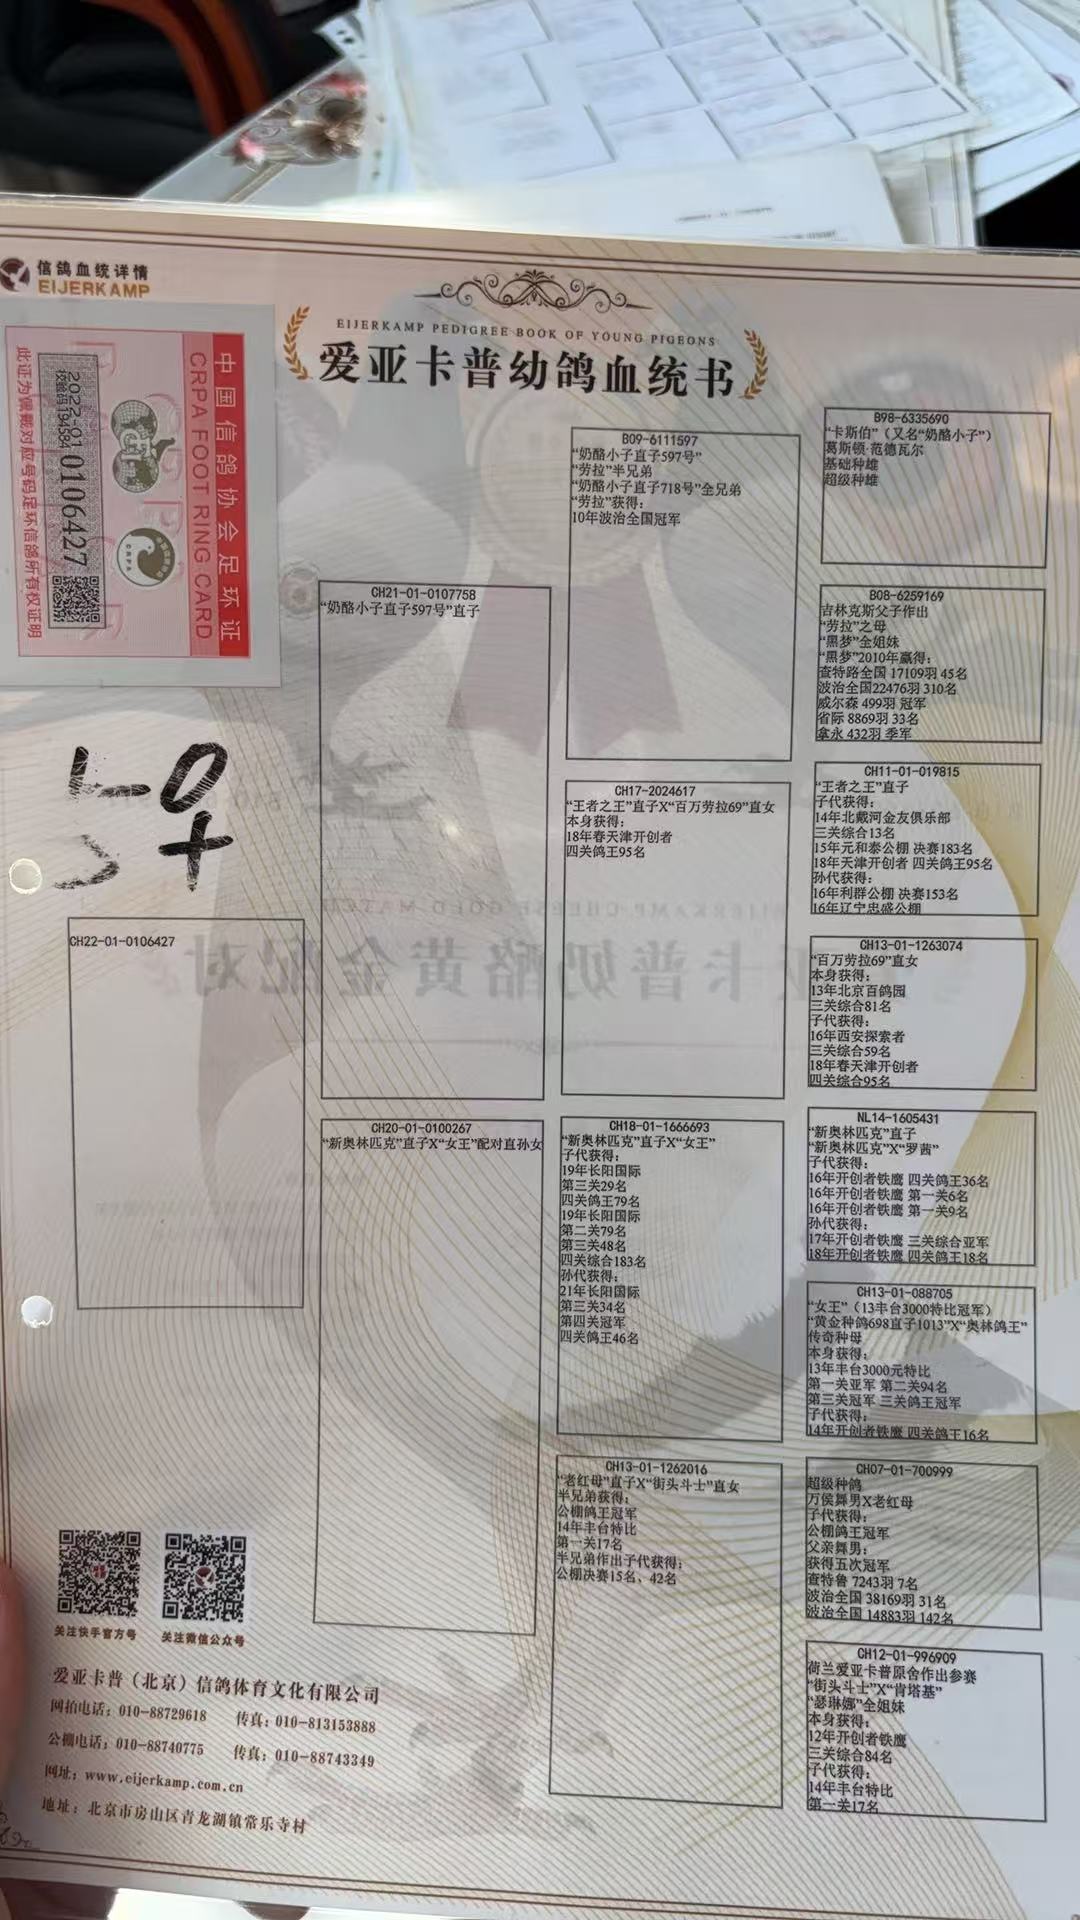 信鸽血统详情
EIJERKAMP
EIJERKAMP PEDIGREE BOOK OF YOUNG PIGEONS
爱亚卡普幼鸽血统书
中国信鸽协会足环证
CRPA FOOT RING CARD
2022-01 0106427
校验码194584
此证为佩戴对应号码足环信鸽所有权证明
CH22-01-0106427
CH21-01-0107758
“奶酪小子直子597号”直子
CH20-01-0100267
“新奥林匹克”直子X“女王”配对直孙女
B09-6111597
“奶酪小子直子597号”
“劳拉”半兄弟
“奶酪小子直子718号”全兄弟
“劳拉”获得：
10年波治全国冠军
CH17-2024617
“王者之王”直子X“百万劳拉69”直女
本身获得：
18年春天津开创者
四关鸽王95名
CH18-01-1666693
“新奥林匹克”直子X“女王”
子代获得：
19年长阳国际
第三关29名
四关鸽王79名
19年长阳国际
第二关79名
第三关48名
四关综合183名
孙代获得：
21年长阳国际
第三关34名
第四关冠军
四关鸽王46名
CH13-01-1262016
“老红母”直子X“街头斗士”直女
半兄弟获得：
公棚鸽王冠军
14年丰台特比
第一关17名
半兄弟作出子代获得：
公棚决赛15名、42名
B98-6335690
“卡斯伯”（又名“奶酪小子”）
葛斯顿·范德瓦尔
基础种雄
超级种雄
B08-6259169
吉林克斯父子作出
“劳拉”之母
“黑梦”全姐妹
“黑梦”2010年赢得：
查特路全国 17109羽 45名
波治全国22476羽 310名
威尔森 499羽 冠军
省际 8869羽 33名
拿永 432羽 季军
CH11-01-019815
“王者之王”直子
子代获得：
14年北戴河金友俱乐部
三关综合13名
15年元和泰公棚 决赛183名
18年天津开创者 四关鸽王95名
孙代获得：
16年利群公棚 决赛153名
16年辽宁忠盛公棚
CH13-01-1263074
“百万劳拉69”直女
本身获得：
13年北京百鸽园
三关综合81名
子代获得：
16年西安探索者
三关综合59名
18年春天津开创者
四关综合95名
NL14-1605431
“新奥林匹克”直子
“新奥林匹克”X“罗茜”
子代获得：
16年开创者铁鹰 四关鸽王36名
16年开创者铁鹰 第一关6名
16年开创者铁鹰 第一关9名
孙代获得：
17年开创者铁鹰 三关综合亚军
18年开创者铁鹰 四关鸽王18名
CH13-01-088705
“女王”（13丰台3000特比冠军）
“黄金种鸽698直子1013”X“奥林鸽王”
传奇种母
本身获得：
13年丰台3000元特比
第一关亚军 第二关94名
第三关冠军 三关鸽王冠军
子代获得：
14年开创者铁鹰 四关鸽王16名
CH07-01-700999
超级种鸽
万侯舞男X老红母
子代获得：
公棚鸽王冠军
父亲舞男：
获得五次冠军
查特鲁 7243羽 7名
波治全国 38169羽 31名
波治全国 14883羽 142名
CH12-01-996909
荷兰爱亚卡普原舍作出参赛
“街头斗士”X“肯塔基”
“瑟琳娜”全姐妹
本身获得：
12年开创者铁鹰
三关综合84名
子代获得：
14年丰台特比
第一关17名
关注快手官方号
关注微信公众号
爱亚卡普（北京）信鸽体育文化有限公司
网拍电话：010-88729618 传真：010-813153888
公棚电话：010-88740775 传真：010-88743349
网址：www.eijerkamp.com.cn
地址：北京市房山区青龙湖镇常乐寺村